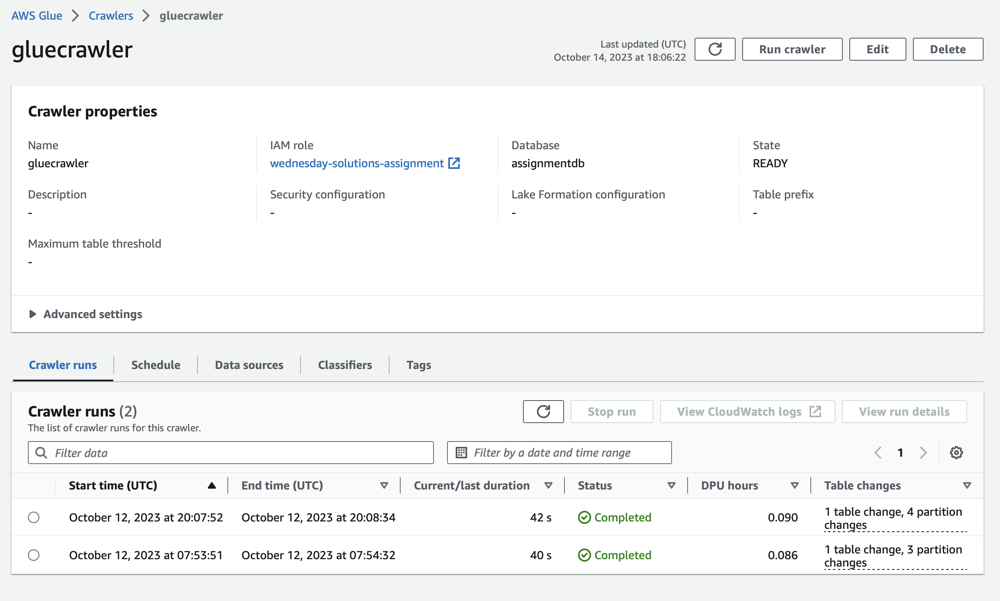 AWS Glue > Crawlers > gluecrawler
gluecrawler
Last updated (UTC)
October 14, 2023 at 18:06:22
Run crawler
Edit
Delete
Crawler properties
Name
gluecrawler
IAM role
wednesday-solutions-assignment
Database
assignmentdb
State
READY
Description
-
Security configuration
-
Lake Formation configuration
-
Table prefix
-
Maximum table threshold
-
Advanced settings
Crawler runs
Schedule
Data sources
Classifiers
Tags
Crawler runs (2)
The list of crawler runs for this crawler.
Stop run
View CloudWatch logs
View run details
Filter data
Filter by a date and time range
1
Start time (UTC) End time (UTC) Current/last duration Status DPU hours Table changes
October 12, 2023 at 20:07:52 October 12, 2023 at 20:08:34 42 s Completed 0.090 1 table change, 4 partition
changes
October 12, 2023 at 07:53:51 October 12, 2023 at 07:54:32 40 s Completed 0.086 1 table change, 3 partition
changes